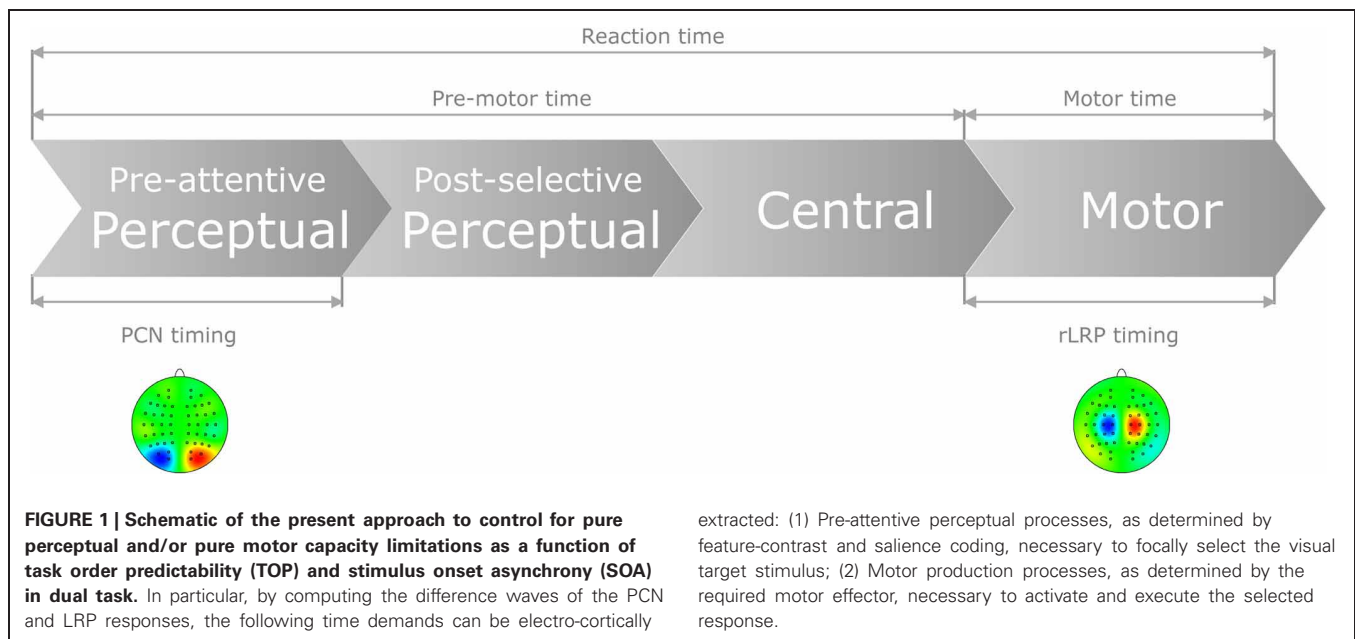 Reaction time
Pre-motor time
Motor time
Pre-attentive
Perceptual
Post-selective
Perceptual
Central
Motor
PCN timing
rLRP timing
FIGURE 1 | Schematic of the present approach to control for pure
perceptual and/or pure motor capacity limitations as a function of
task order predictability (TOP) and stimulus onset asynchrony (SOA)
in dual task. In particular, by computing the difference waves of the PCN
and LRP responses, the following time demands can be electro-cortically
extracted: (1) Pre-attentive perceptual processes, as determined by
feature-contrast and salience coding, necessary to focally select the visual
target stimulus; (2) Motor production processes, as determined by the
required motor effector, necessary to activate and execute the selected
response.